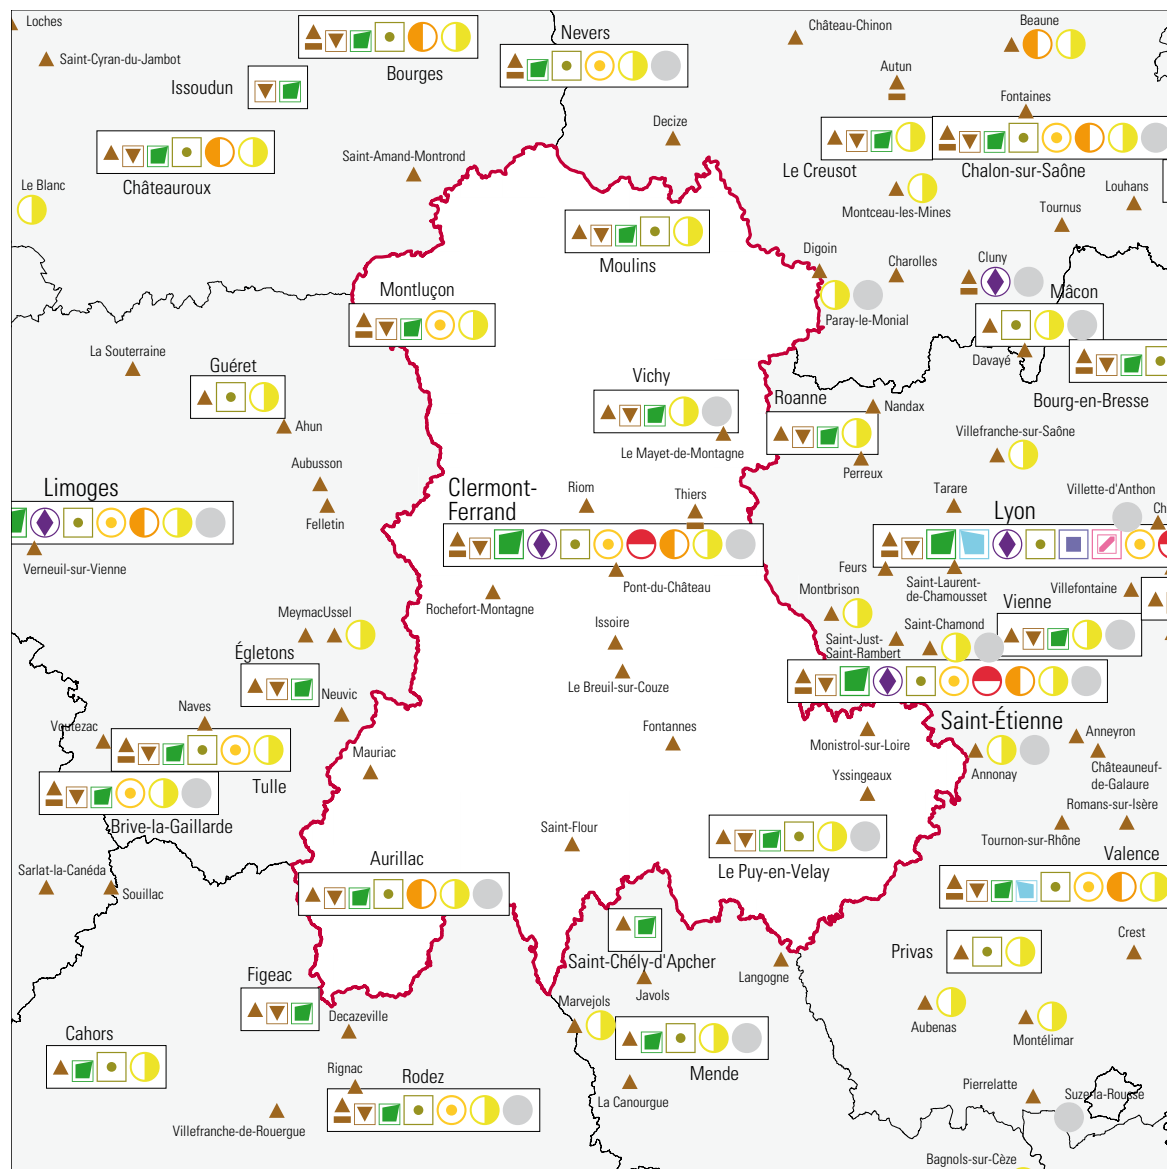 Loches
Saint-Cyran-du-Jambot
Issoudun
Bourges
Nevers
Château-Chinon
Beaune
Autun
Fontaines
Decize
Châteauroux
Saint-Amand-Montrond
Le Creusot
Chalon-sur-Saône
Le Blanc
Montceau-les-Mines
Louhans
Tournus
Moulins
Digoin
Charolles
Cluny
Montluçon
Paray-le-Monial
Mâcon
La Souterraine
Davayé
Guéret
Vichy
Roanne
Nandax
Bourg-en-Bresse
Ahun
Le Mayet-de-Montagne
Villefranche-sur-Saône
Perreux
Aubusson
Limoges
Clermont-
Ferrand
Riom
Thiers
Tarare
Villette-d'Anthon
Felletin
Lyon
Ch
Verneuil-sur-Vienne
Feurs
Saint-Laurent-
de-Chamousset
Villefontaine
Pont-du-Château
Rochefort-Montagne
Montbrison
Vienne
Meymac
Ussel
Issoire
Saint-Chamond
Saint-Just-
Saint-Rambert
Égletons
Le Breuil-sur-Couze
Neuvic
Naves
Voutezac
Fontannes
Monistrol-sur-Loire
Saint-Étienne
Anneyron
Mauriac
Annonay
Châteauneuf-
de-Galaure
Tulle
Yssingeaux
Romans-sur-Isère
Brive-la-Gaillarde
Saint-Flour
Tournon-sur-Rhône
Aurillac
Le Puy-en-Velay
Valence
Sarlat-la-Canéda
Souillac
Crest
Privas
Saint-Chély-d'Apcher
Langogne
Figeac
Javols
Marvejols
Decazeville
Aubenas
Montélimar
Cahors
Mende
Rignac
Rodez
La Canourgue
Pierrelatte
Suze-la-Rousse
Villefranche-de-Rouergue
Bagnols-sur-Cèze